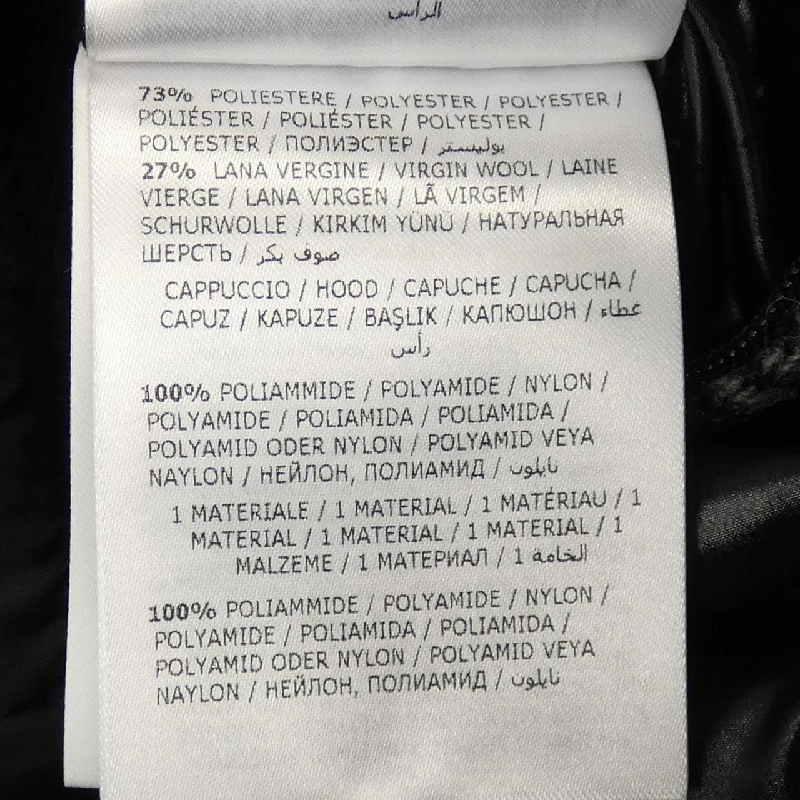 الرأس
73% POLIESTERE / POLYESTER / POLYESTER /
POLIÉSTER / POLIÉSTER / POLYESTER /
POLYESTER / ПОЛИЭСТЕР / بوليستر
27% LANA VERGINE / VIRGIN WOOL / LAINE
VIERGE / LANA VIRGEN / LÃ VIRGEM /
SCHURWOLLE / KIRKIM YÜNÜ / НАТУРАЛЬНАЯ
ШЕРСТЬ / صوف بكر
CAPPUCCIO / HOOD / CAPUCHE / CAPUCHA /
CAPUZ / KAPUZE / BAŞLIK / КАПЮШОН / غطاء
رأس
100% POLIAMMIDE / POLYAMIDE / NYLON /
POLYAMIDE / POLIAMIDA / POLIAMIDA /
POLYAMID ODER NYLON / POLYAMID VEYA
NAYLON / НЕЙЛОН, ПОЛИАМИД / نايلون
1 MATERIALE / 1 MATERIAL / 1 MATÉRIAU / 1
MATERIAL / 1 MATERIAL / 1 MATERIAL / 1
MALZEME / 1 МАТЕРИАЛ / 1 الخامة
100% POLIAMMIDE / POLYAMIDE / NYLON /
POLYAMIDE / POLIAMIDA / POLIAMIDA /
POLYAMID ODER NYLON / POLYAMID VEYA
NAYLON / НЕЙЛОН, ПОЛИАМИД / نايلون